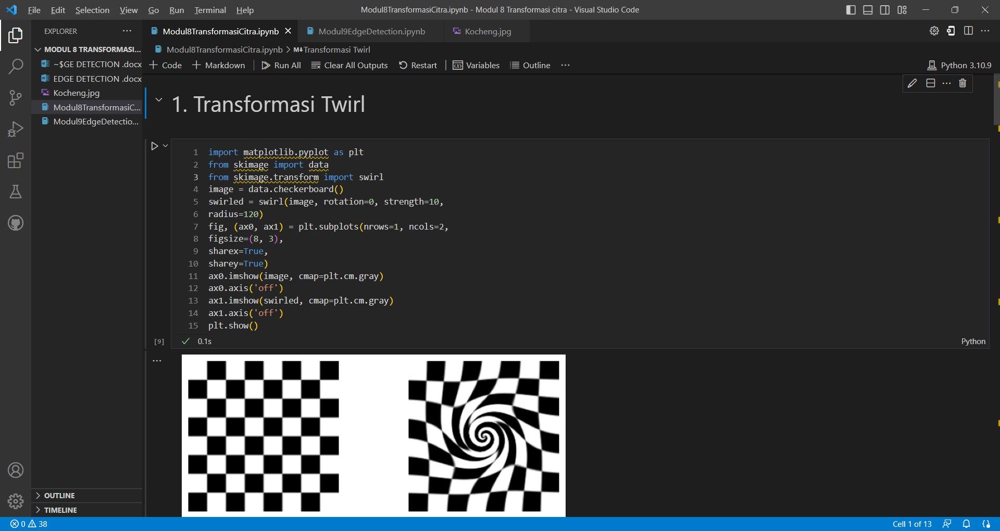 File Edit Selection View Go Run Terminal Help
Modul8TransformasiCitra.ipynb - Modul 8 Transformasi citra - Visual Studio Code
EXPLORER ···
MODUL 8 TRANSFORMASI...
~$GE DETECTION .docx
EDGE DETECTION .docx
Kocheng.jpg
Modul8TransformasiC...
Modul9EdgeDetectio...
OUTLINE
TIMELINE
Modul8TransformasiCitra.ipynb
Modul9EdgeDetection.ipynb
Kocheng.jpg
Modul8TransformasiCitra.ipynb > M↓Transformasi Twirl
+ Code + Markdown | Run All Clear All Outputs Restart | Variables Outline ···
Python 3.10.9
1. Transformasi Twirl
1 import matplotlib.pyplot as plt
2 from skimage import data
3 from skimage.transform import swirl
4 image = data.checkerboard()
5 swirled = swirl(image, rotation=0, strength=10,
6 radius=120)
7 fig, (ax0, ax1) = plt.subplots(nrows=1, ncols=2,
8 figsize=(8, 3),
9 sharex=True,
10 sharey=True)
11 ax0.imshow(image, cmap=plt.cm.gray)
12 ax0.axis('off')
13 ax1.imshow(swirled, cmap=plt.cm.gray)
14 ax1.axis('off')
15 plt.show()
[9] ✓ 0.1s
Python
0 38
Cell 1 of 13